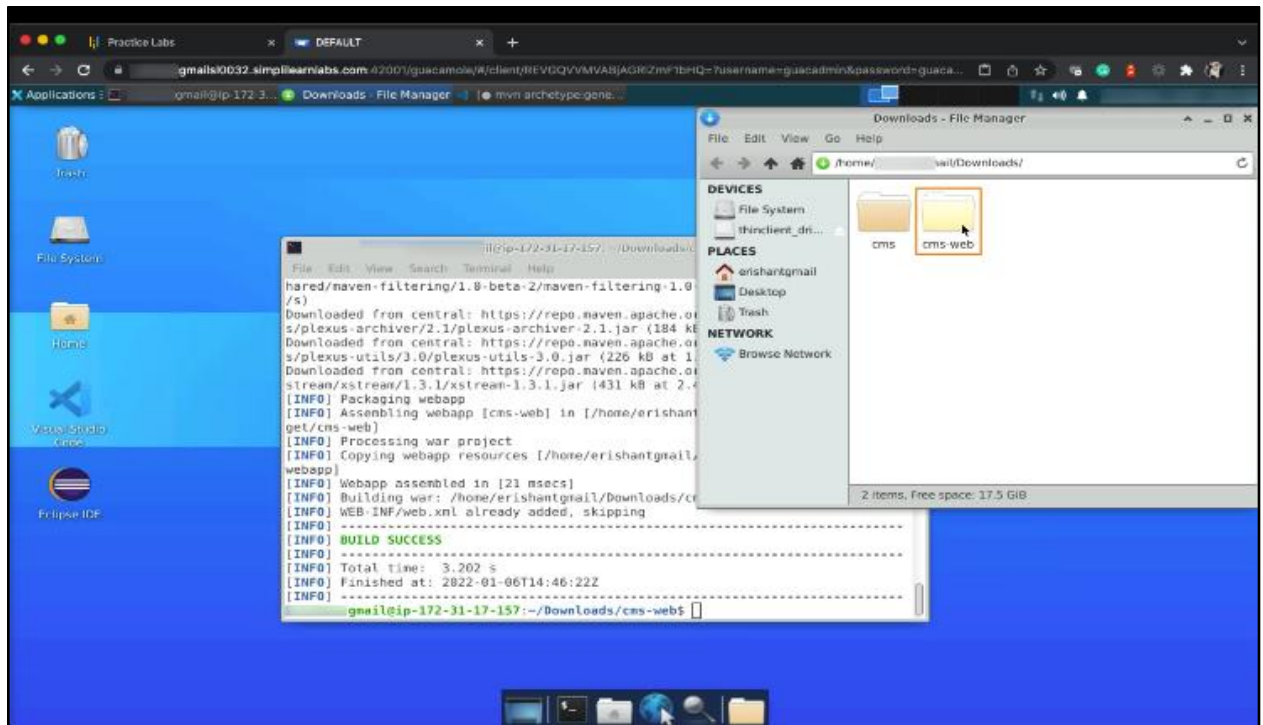 Practice Labs
DEFAULT
gmailsl0032.simplilearnlabs.com
Applications
Downloads - File Manager
mvn archetype:gene...
Trash
File System
Home
Visual Studio
Code
Eclipse IDE
File Edit View Search Terminal Help
hared/maven-filtering/1.0-beta-2/maven-filtering-1.0
/s)
Downloaded from central: https://repo.maven.apache.o
s/plexus-archiver/2.1/plexus-archiver-2.1.jar (184 k
Downloaded from central: https://repo.maven.apache.o
s/plexus-utils/3.0/plexus-utils-3.0.jar (226 kB at 1.
Downloaded from central: https://repo.maven.apache.o
stream/xstream/1.3.1/xstream-1.3.1.jar (431 kB at 2.
[INFO] Packaging webapp
[INFO] Assembling webapp [cms-web] in [/home/erishant
get/cms-web]
[INFO] Processing war project
[INFO] Copying webapp resources [/home/erishantgmail/
webapp]
[INFO] Webapp assembled in [21 msecs]
[INFO] Building war: /home/erishantgmail/Downloads/c
[INFO] WEB-INF/web.xml already added, skipping
[INFO] ------------------------------------------------------------------------
[INFO] BUILD SUCCESS
[INFO] ------------------------------------------------------------------------
[INFO] Total time: 3.202 s
[INFO] Finished at: 2022-01-06T14:46:22Z
[INFO] ------------------------------------------------------------------------
gmail@ip-172-31-17-157:~/Downloads/cms-web$
Downloads - File Manager
File Edit View Go Help
/home/ mail/Downloads/
DEVICES
File System
thinclient_dri...
PLACES
erishantgmail
Desktop
Trash
NETWORK
Browse Network
cms
cms-web
2 items, Free space: 17.5 GiB